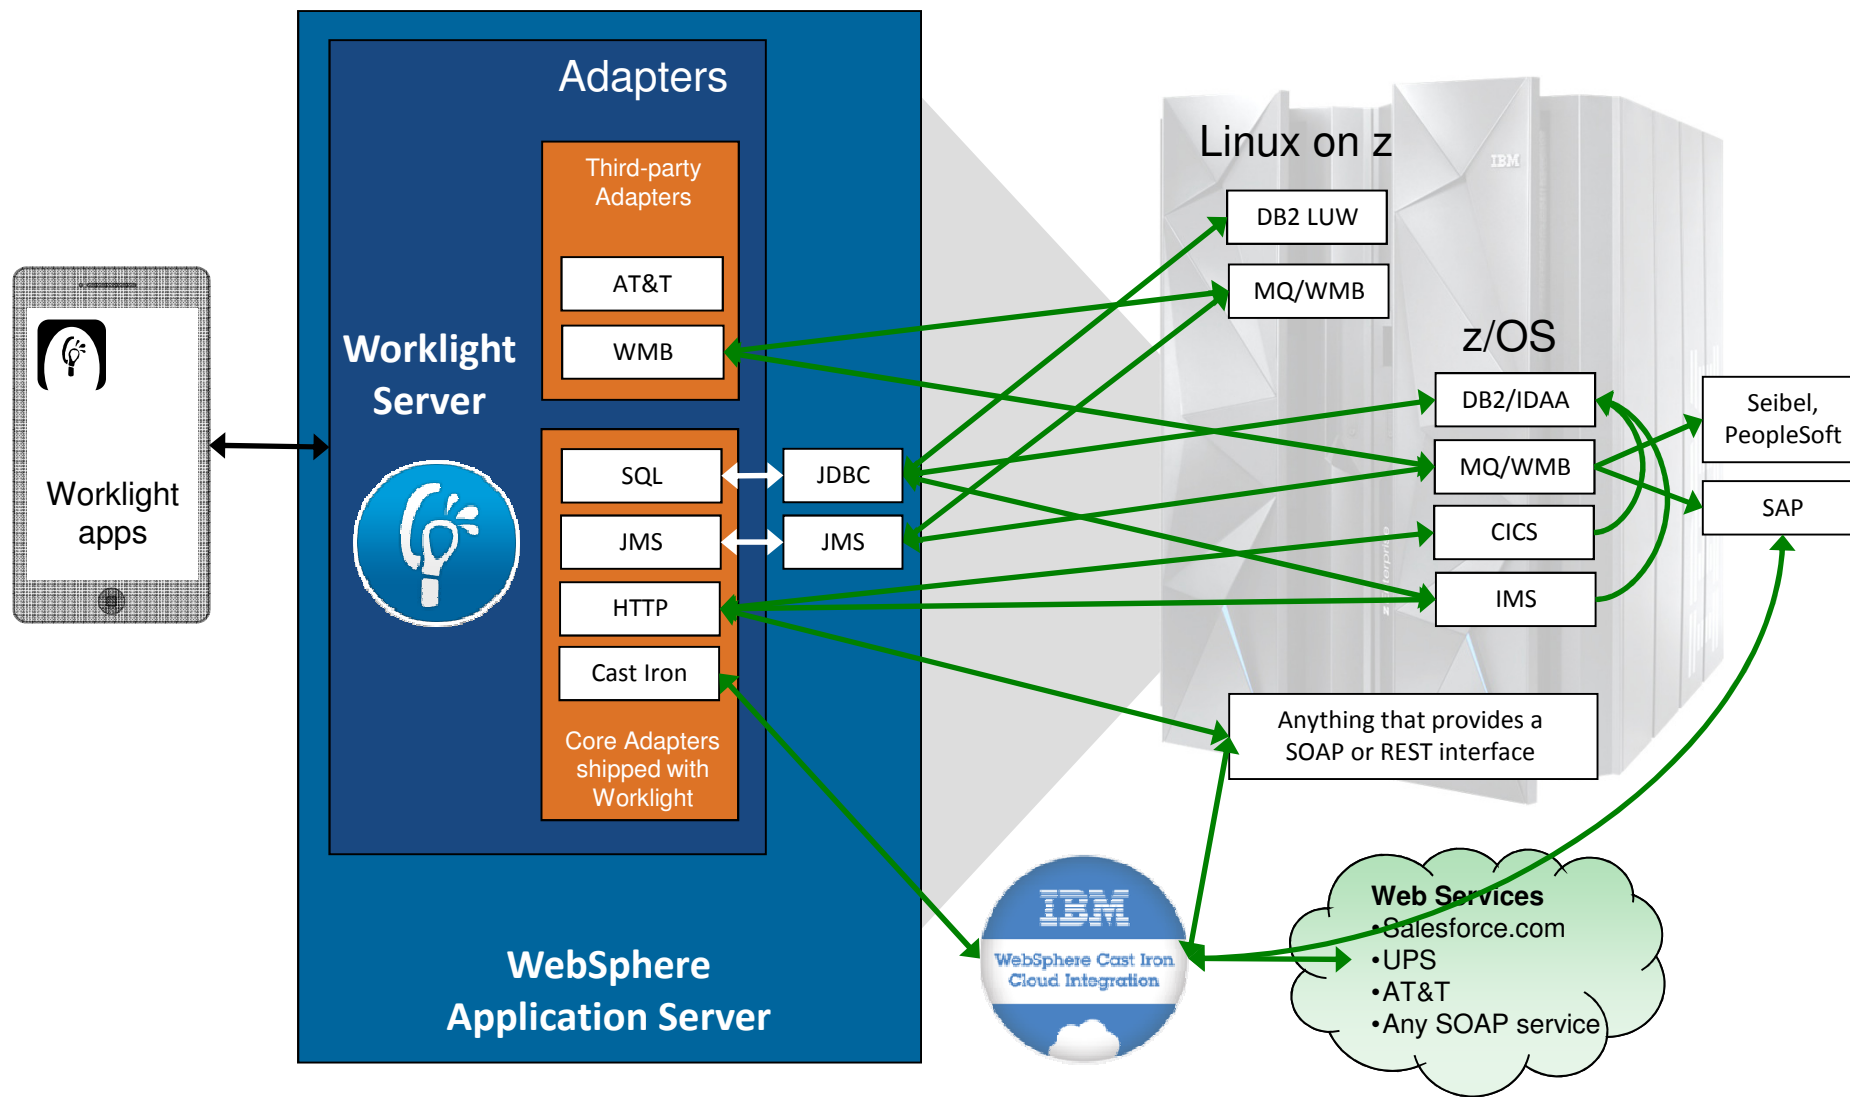 Adapters
Third-party
Adapters
AT&T
WMB
Worklight
Server
SQL
JMS
HTTP
Cast Iron
Core Adapters
shipped with
Worklight
JDBC
JMS
WebSphere
Application Server
Worklight
apps
Linux on z
IBM
DB2 LUW
MQ/WMB
z/OS
DB2/IDAA
MQ/WMB
CICS
IMS
Seibel,
PeopleSoft
SAP
Anything that provides a
SOAP or REST interface
IBM
WebSphere Cast Iron
Cloud Integration
Web Services
•Salesforce.com
•UPS
•AT&T
•Any SOAP service